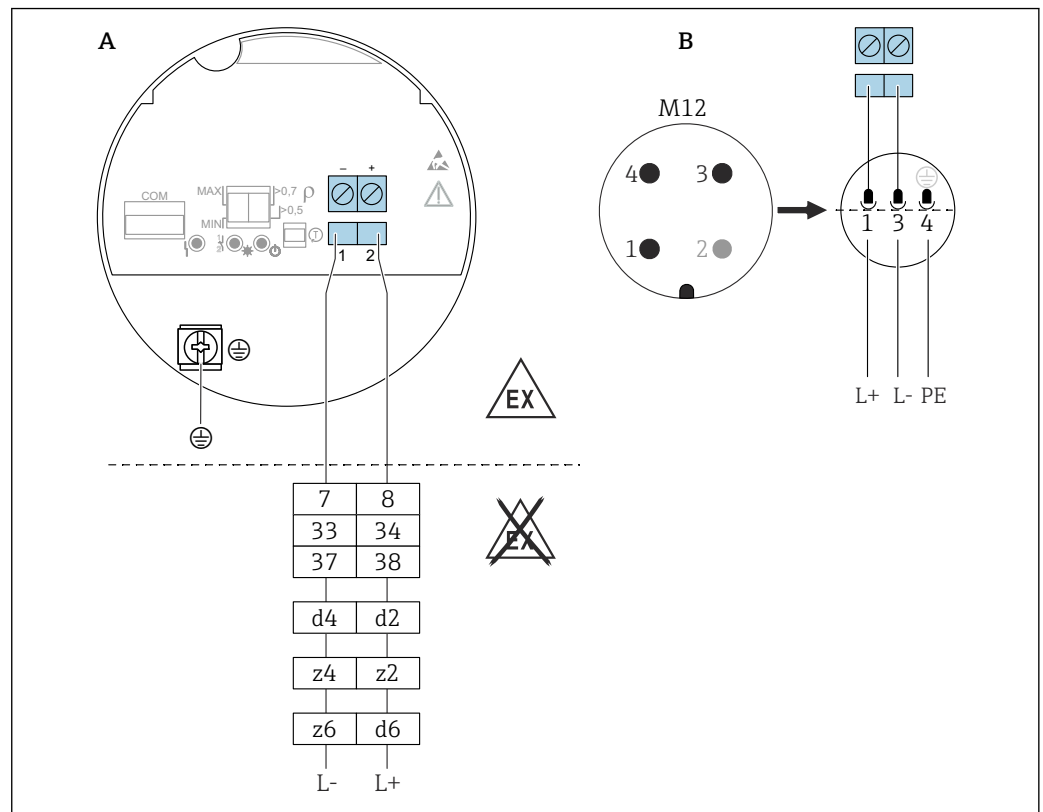 A
B
M12
4 3
1 2
1 3 4
L+ L- PE
- +
COM
MAX
MIN
>0,7 ρ
>0,5
1 2
EX
7 8
33 34
37 38
EX
d4 d2
z4 z2
z6 d6
L- L+